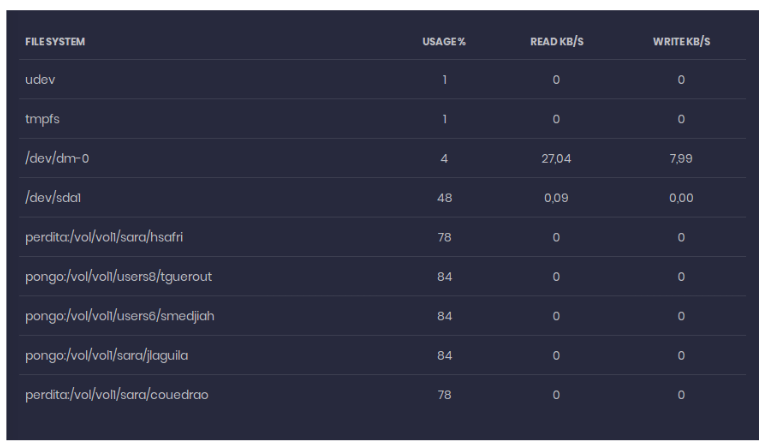 FILE SYSTEM USAGE % READ KB/S WRITE KB/S
udev 1 0 0
tmpfs 1 0 0
/dev/dm-0 4 27,04 7,99
/dev/sda1 48 0,09 0,00
perdita:/vol/vol1/sara/hsafri 78 0 0
pongo:/vol/vol1/users8/tguerout 84 0 0
pongo:/vol/vol1/users6/smedjiah 84 0 0
pongo:/vol/vol1/sara/jlaguila 84 0 0
perdita:/vol/vol1/sara/couedrao 78 0 0